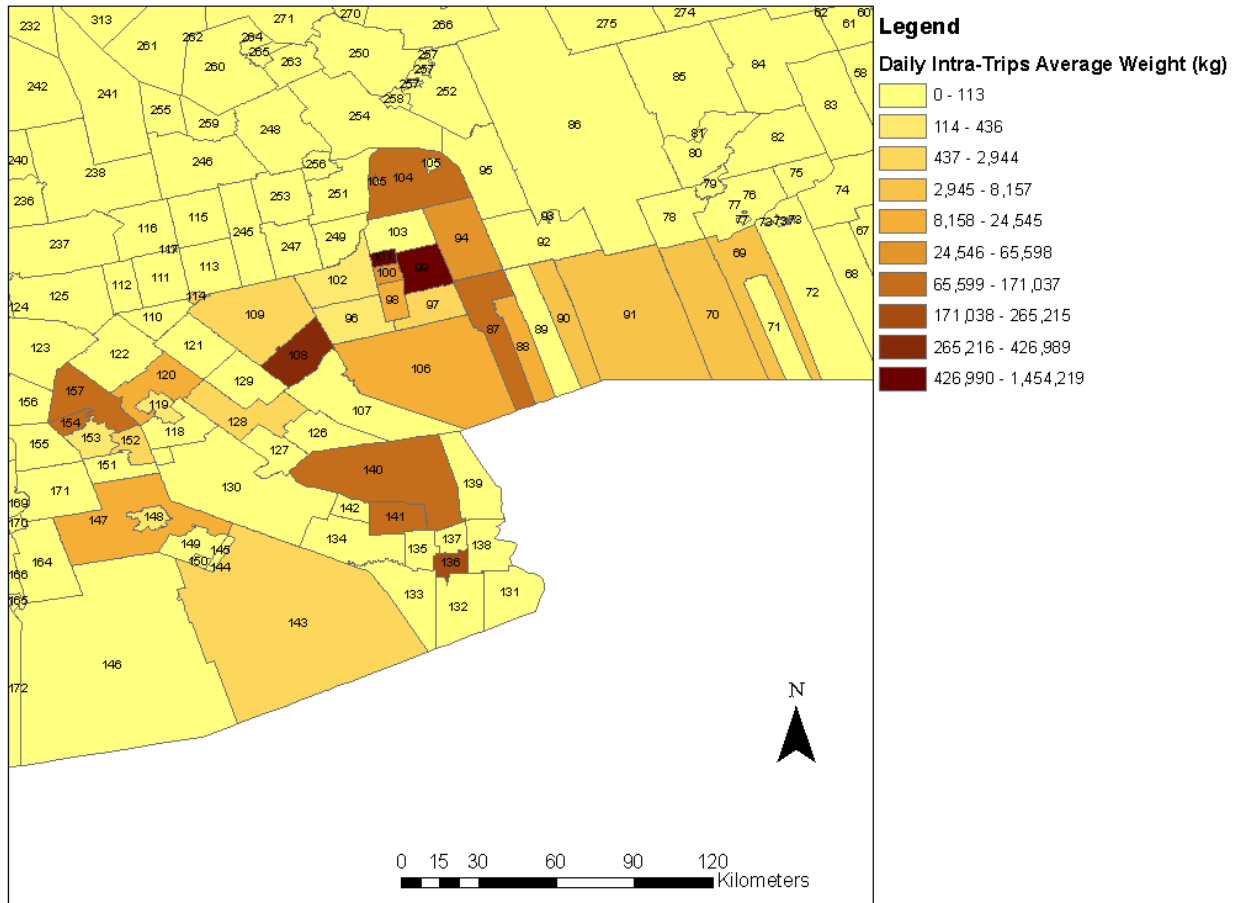 Legend
Daily Intra-Trips Average Weight (kg)
0 - 113
114 - 436
437 - 2,944
2,945 - 8,157
8,158 - 24,545
24,546 - 65,598
65,599 - 171,037
171,038 - 265,215
265,216 - 426,989
426,990 - 1,454,219
232 313 261 262 264 265 271 270 266 275 274 62 61 60
260 263 250 257 257 257 258 252 85 84 58
242 241 255 259 248 254 86 83
240 238 246 256 81 80 82
236 253 251 105 104 105 95 79 75 76 74
237 116 115 245 247 249 103 94 93 92 78 77 77 73 73 67
117 113 101 99 69
125 112 111 114 102 100 72 68
124 110 109 98 97 91 70 71
123 122 121 96 87 88 89 90
108 106
157 120 129
156 119 107
154 153 152 118 128 126
155 127
151 140
171 130 139
169 142
170 147 148 141
149 145 134 135 137 138
164 150 144 136
166 133 131
165 132
143
146
172
N
0 15 30 60 90 120
Kilometers